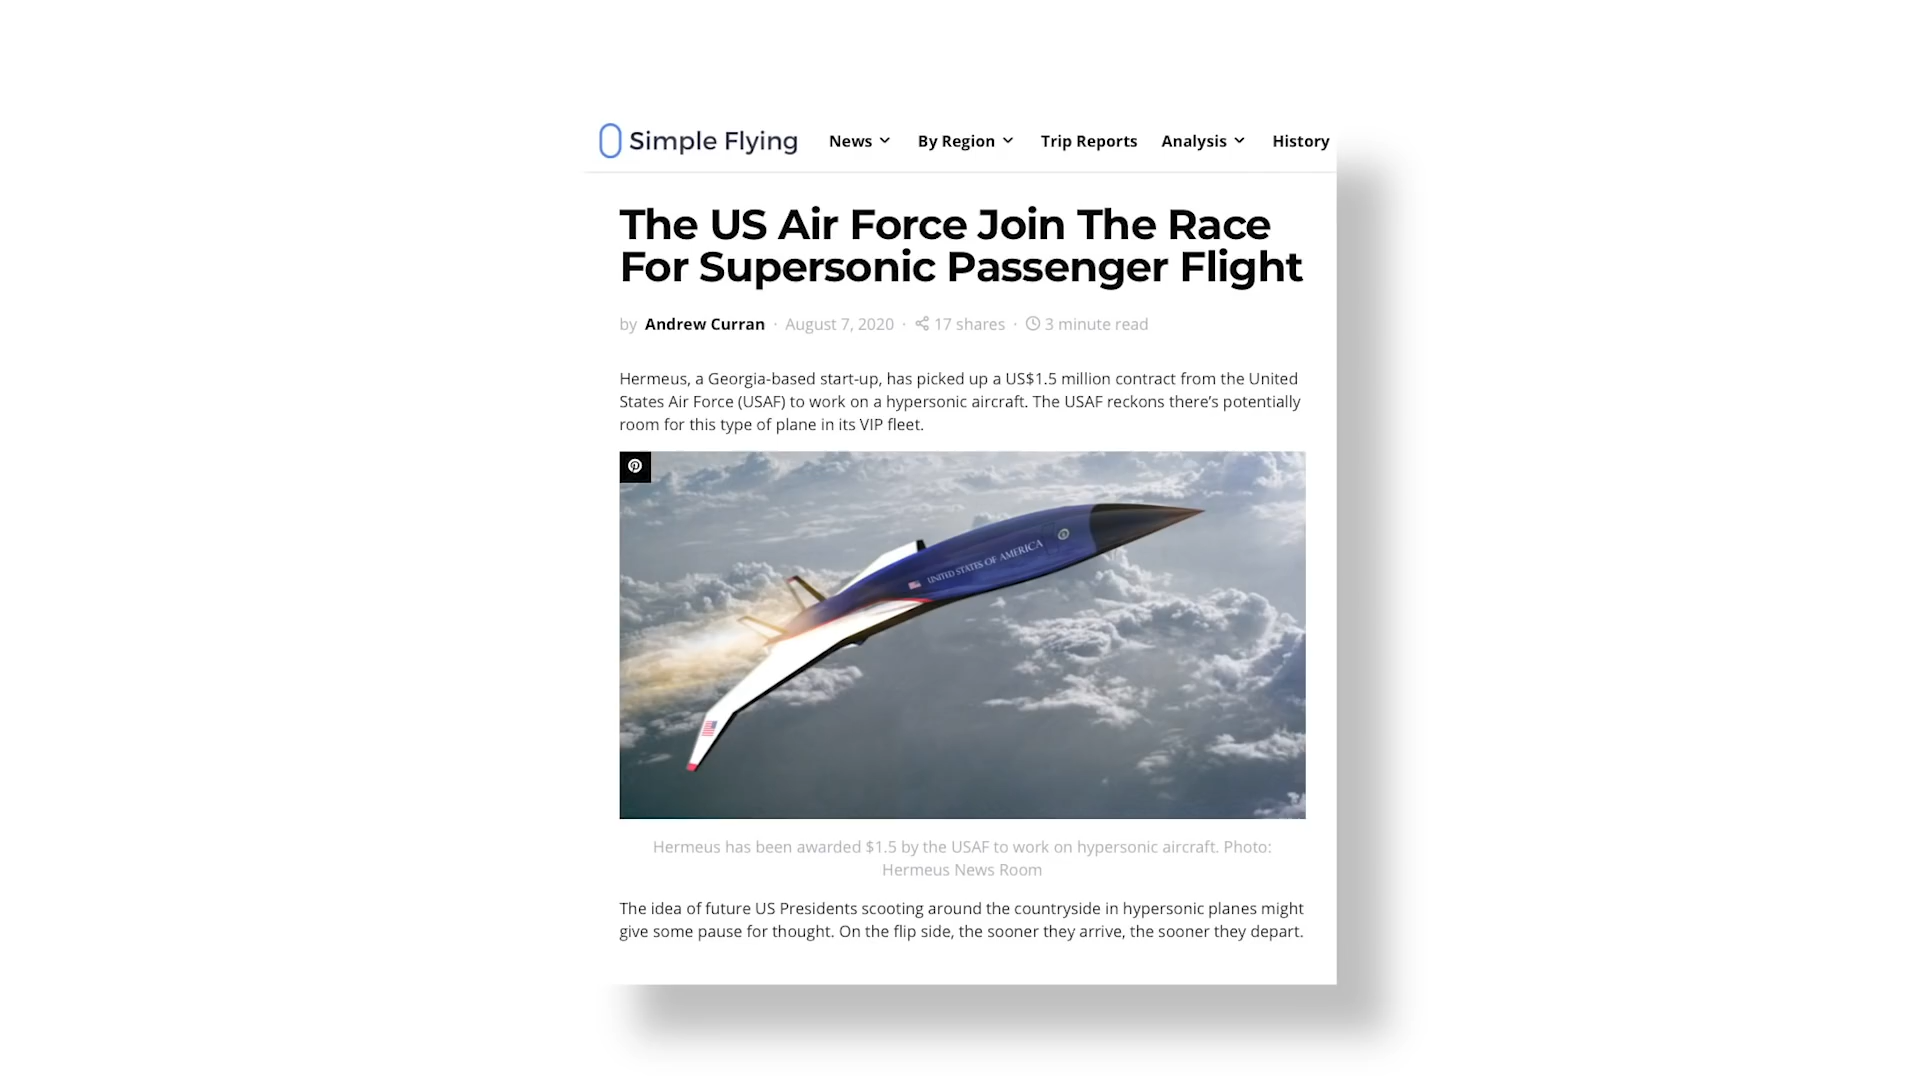 Simple Flying News By Region Trip Reports Analysis History
The US Air Force Join The Race
For Supersonic Passenger Flight
by Andrew Curran · August 7, 2020 · 17 shares · 3 minute read
Hermeus, a Georgia-based start-up, has picked up a US$1.5 million contract from the United
States Air Force (USAF) to work on a hypersonic aircraft. The USAF reckons there’s potentially
room for this type of plane in its VIP fleet.
UNITED STATES OF AMERICA
Hermeus has been awarded $1.5 by the USAF to work on hypersonic aircraft. Photo:
Hermeus News Room
The idea of future US Presidents scooting around the countryside in hypersonic planes might
give some pause for thought. On the flip side, the sooner they arrive, the sooner they depart.